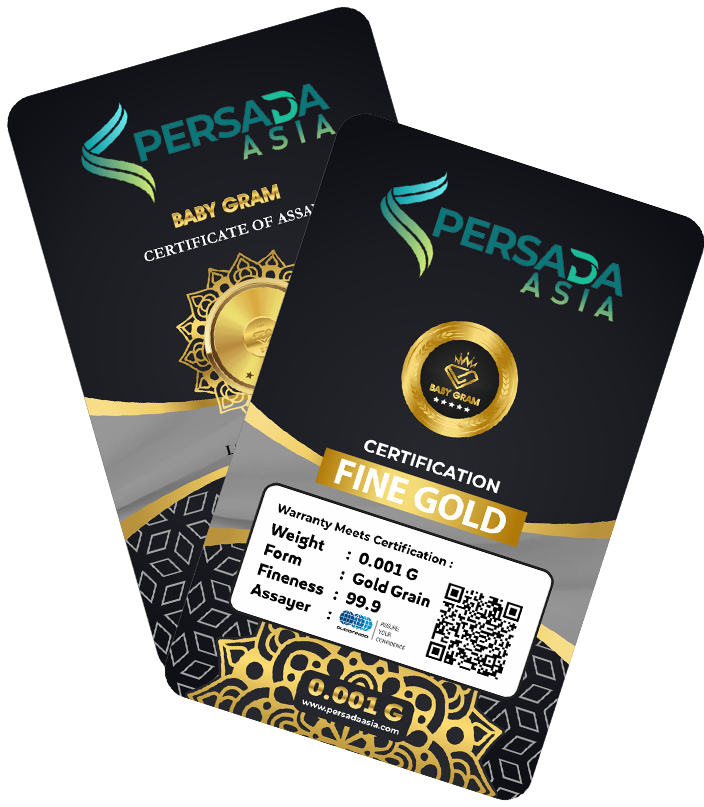 PERSADA
ASIA
BABY GRAM
CERTIFICATE OF ASSAY
PERSADA
ASIA
BABY GRAM
CERTIFICATION
FINE GOLD
Warranty Meets Certification :
Weight : 0.001 G
Form : Gold Grain
Fineness : 99.9
Assayer :
ASSURE
YOUR
CONFIDENCE
0.001 G
www.persadaasia.com